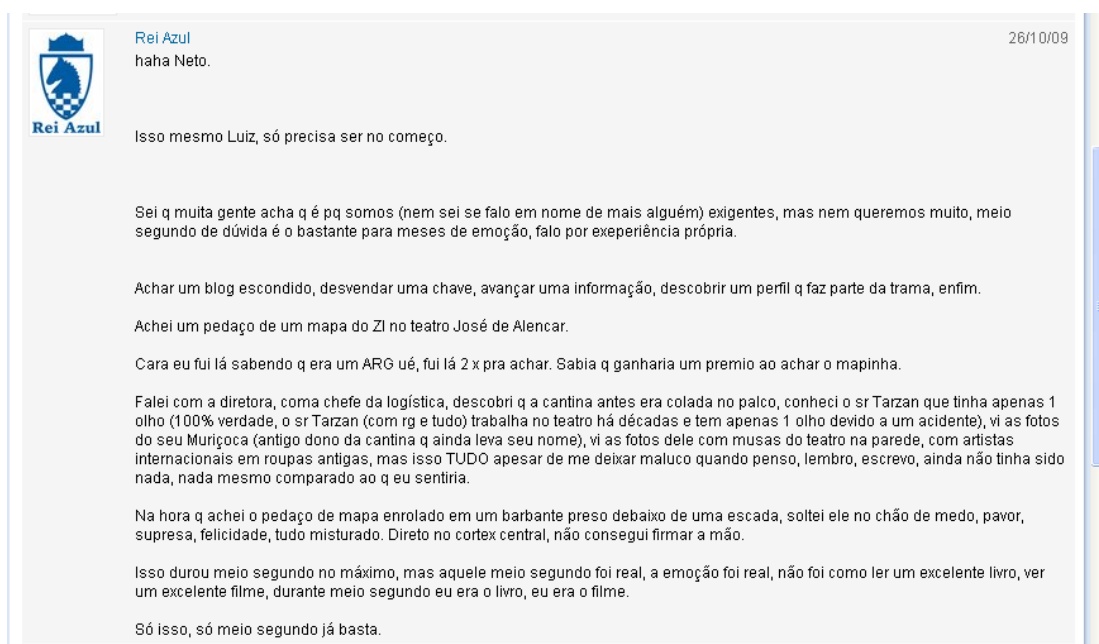 Rei Azul
26/10/09
haha Neto.
Rei Azul
Isso mesmo Luiz, só precisa ser no começo.
Sei q muita gente acha q é pq somos (nem sei se falo em nome de mais alguém) exigentes, mas nem queremos muito, meio
segundo de dúvida é o bastante para meses de emoção, falo por exeperiência própria.
Achar um blog escondido, desvendar uma chave, avançar uma informação, descobrir um perfil q faz parte da trama, enfim.
Achei um pedaço de um mapa do ZI no teatro José de Alencar.
Cara eu fui lá sabendo q era um ARG ué, fui lá 2 x pra achar. Sabia q ganharia um premio ao achar o mapinha.
Falei com a diretora, coma chefe da logística, descobri q a cantina antes era colada no palco, conheci o sr Tarzan que tinha apenas 1
olho (100% verdade, o sr Tarzan (com rg e tudo) trabalha no teatro há décadas e tem apenas 1 olho devido a um acidente), vi as fotos
do seu Muriçoca (antigo dono da cantina q ainda leva seu nome), vi as fotos dele com musas do teatro na parede, com artistas
internacionais em roupas antigas, mas isso TUDO apesar de me deixar maluco quando penso, lembro, escrevo, ainda não tinha sido
nada, nada mesmo comparado ao q eu sentiria.
Na hora q achei o pedaço de mapa enrolado em um barbante preso debaixo de uma escada, soltei ele no chão de medo, pavor,
supresa, felicidade, tudo misturado. Direto no cortex central, não consegui firmar a mão.
Isso durou meio segundo no máximo, mas aquele meio segundo foi real, a emoção foi real, não foi como ler um excelente livro, ver
um excelente filme, durante meio segundo eu era o livro, eu era o filme.
Só isso, só meio segundo já basta.